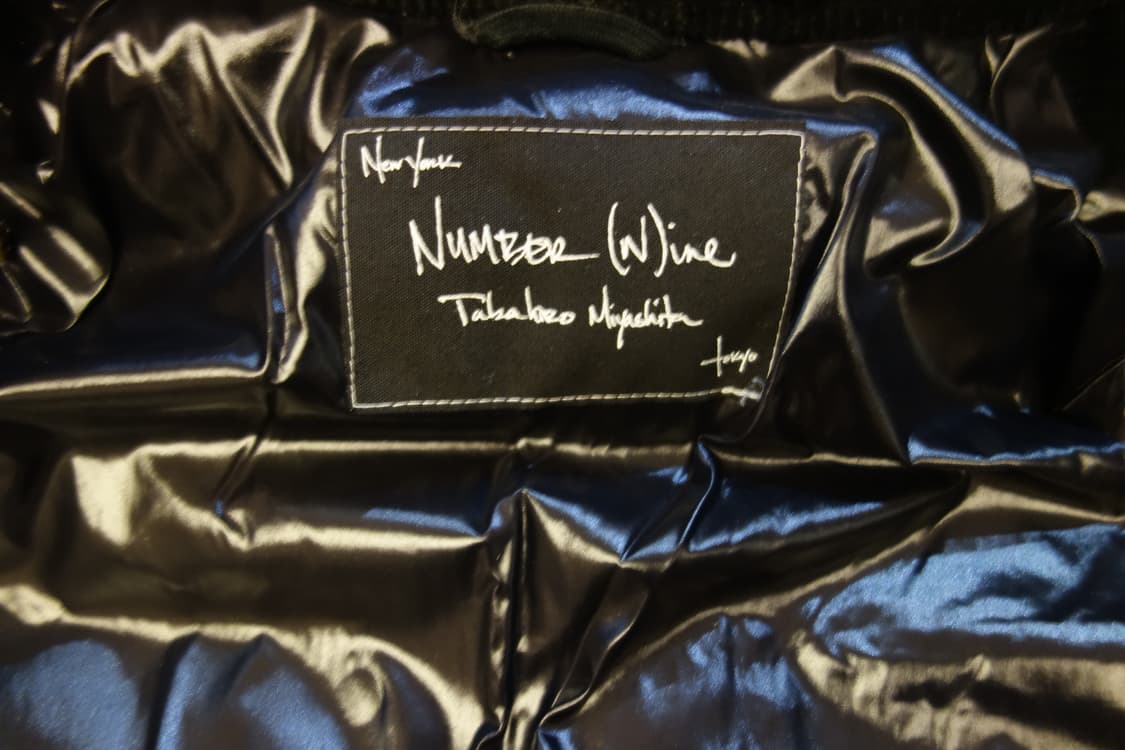 New York
NUMBER (N)ine
Takahiro Miyashita
tokyo